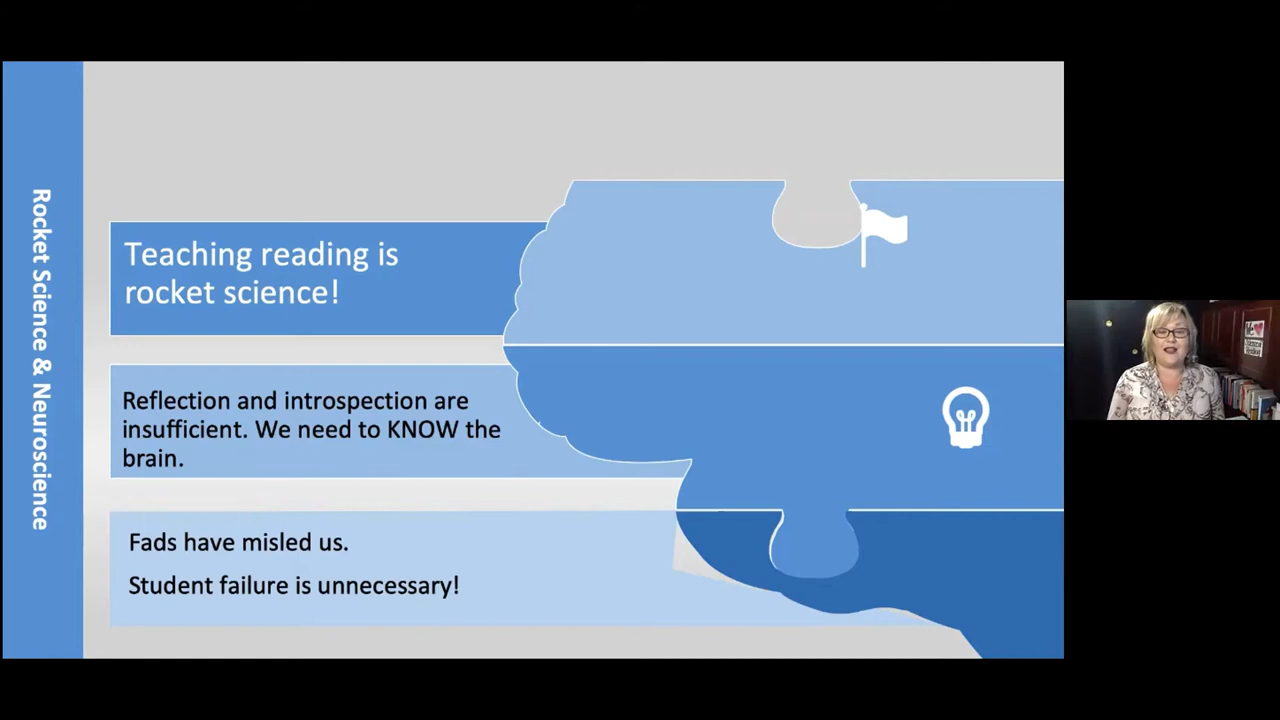 Rocket Science & Neuroscience
Teaching reading is
rocket science!
Reflection and introspection are
insufficient. We need to KNOW the
brain.
Fads have misled us.
Student failure is unnecessary!